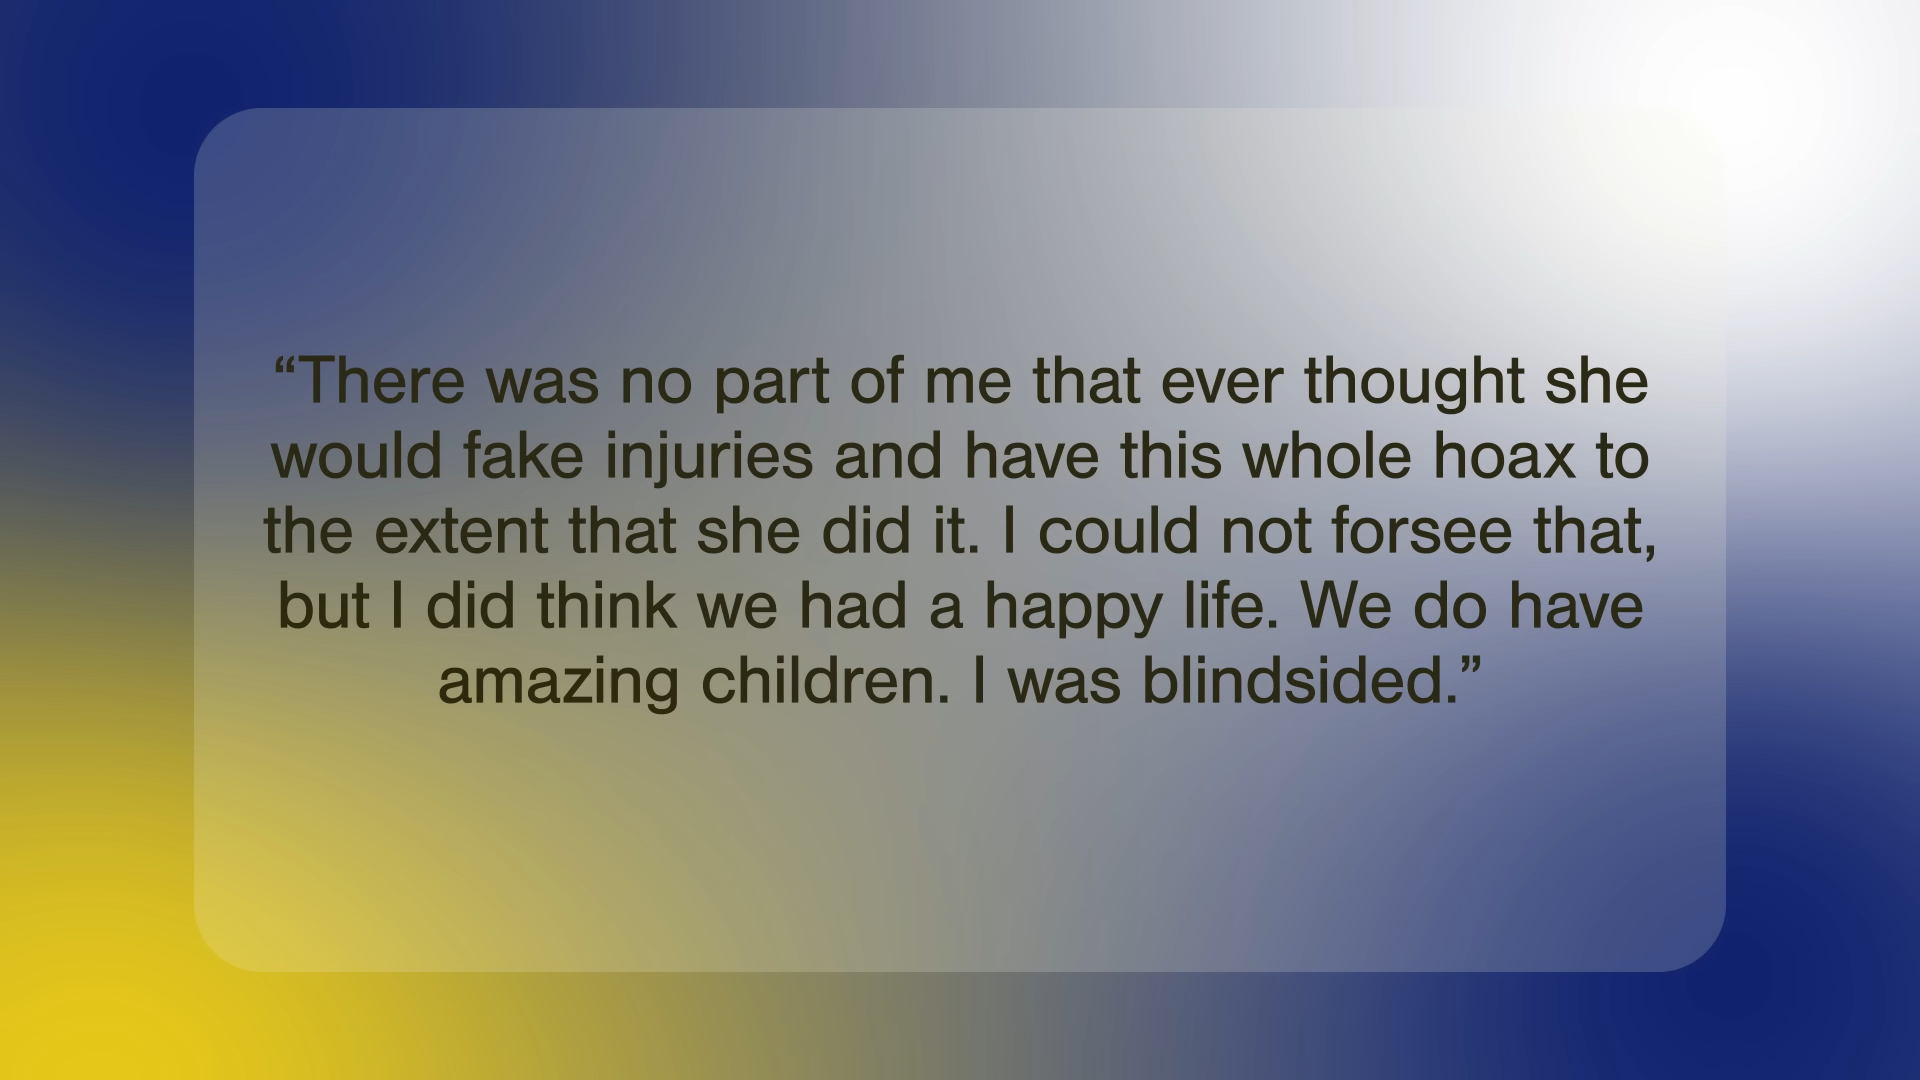 “There was no part of me that ever thought she
would fake injuries and have this whole hoax to
the extent that she did it. I could not forsee that,
but I did think we had a happy life. We do have
amazing children. I was blindsided.”